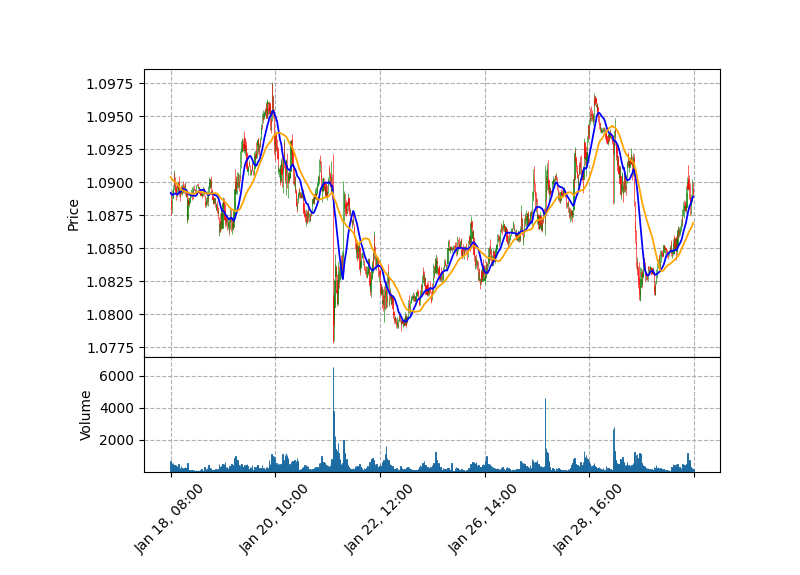 1.0975
1.0950
1.0925
1.0900
1.0875
1.0850
1.0825
1.0800
1.0775
Price
6000
4000
2000
Volume
Jan 18, 08:00
Jan 20, 10:00
Jan 22, 12:00
Jan 26, 14:00
Jan 28, 16:00